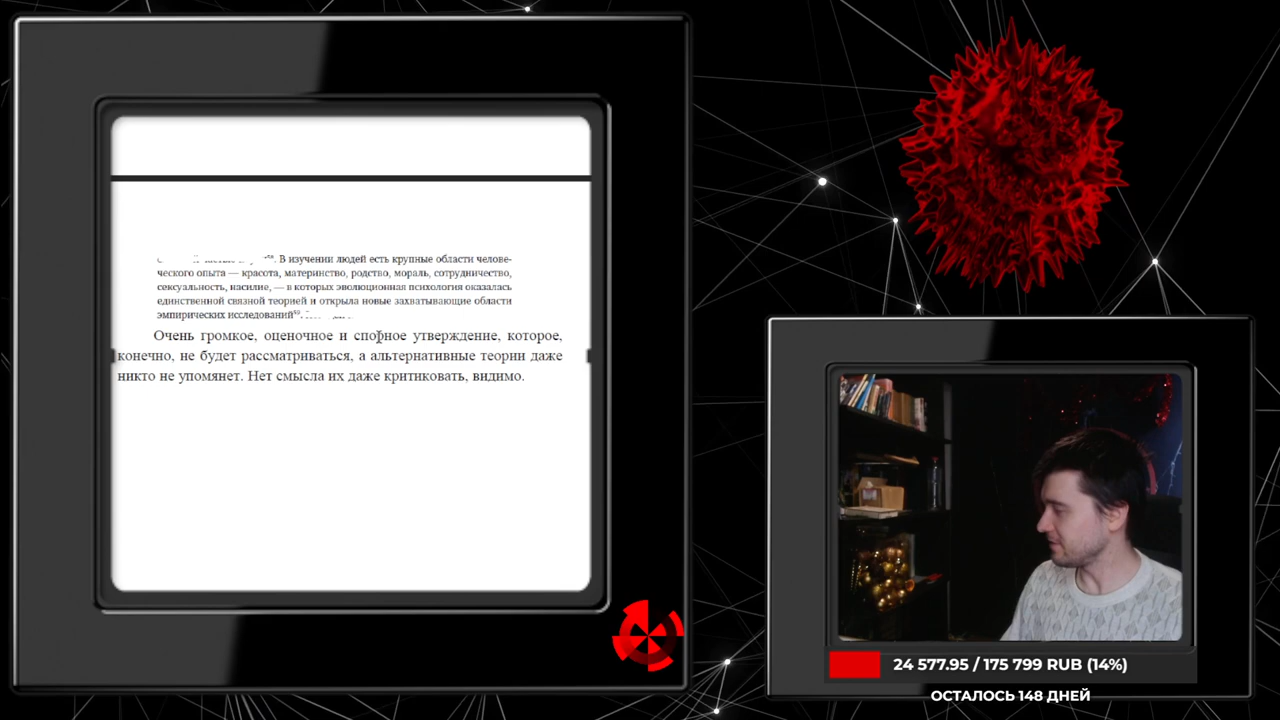 В изучении людей есть крупные области челове-
ческого опыта — красота, материнство, родство, мораль, сотрудничество,
сексуальность, насилие, — в которых эволюционная психология оказалась
единственной связной теорией и открыла новые захватывающие области
эмпирических исследований
Очень громкое, оценочное и спорное утверждение, которое,
конечно, не будет рассматриваться, а альтернативные теории даже
никто не упомянет. Нет смысла их даже критиковать, видимо.
24 577.95 / 175 799 RUB (14%)
ОСТАЛОСЬ 148 ДНЕЙ